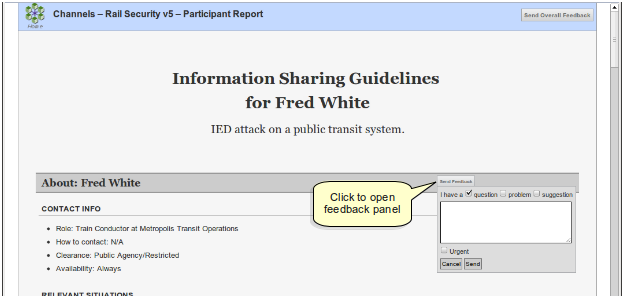 Channels – Rail Security v5 – Participant Report
Send Overall Feedback
Information Sharing Guidelines
for Fred White
IED attack on a public transit system.
About: Fred White
Send Feedback
I have a question problem suggestion
Click to open
feedback panel
Urgent
Cancel Send
CONTACT INFO
Role: Train Conductor at Metropolis Transit Operations
How to contact: N/A
Clearance: Public Agency/Restricted
Availability: Always
RELEVANT SITUATIONS